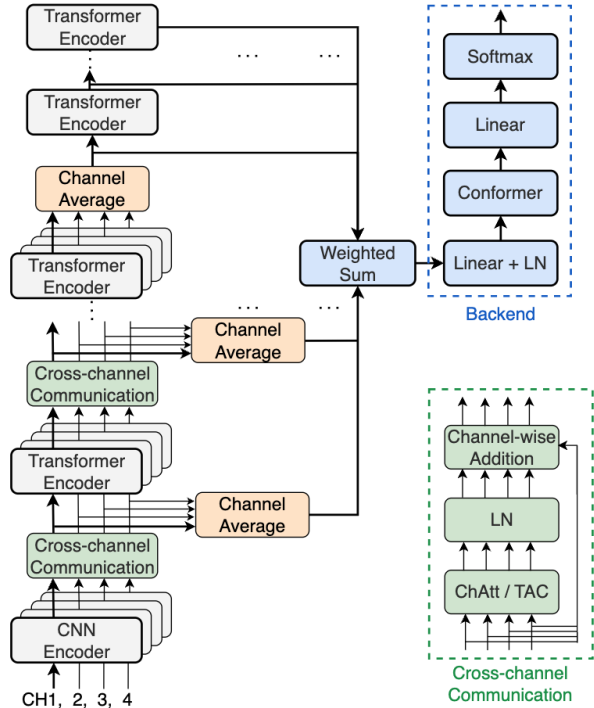 Transformer
Encoder
Transformer
Encoder
Channel
Average
Transformer
Encoder
Cross-channel
Communication
Channel
Average
Transformer
Encoder
Cross-channel
Communication
Channel
Average
CNN
Encoder
CH1, 2, 3, 4
Weighted
Sum
Softmax
Linear
Conformer
Linear + LN
Backend
Channel-wise
Addition
LN
ChAtt / TAC
Cross-channel
Communication